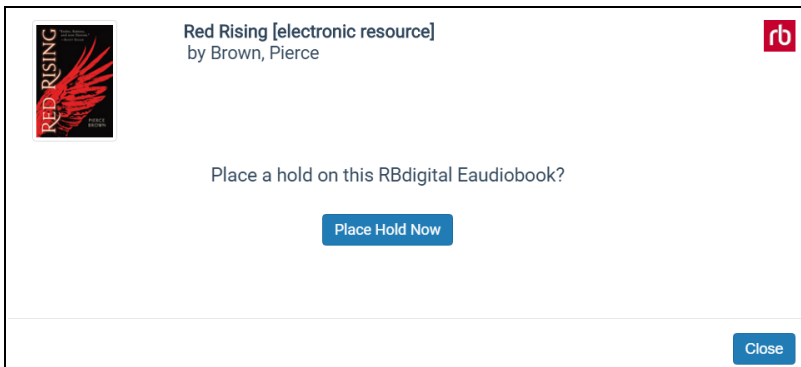 Red Rising [electronic resource]
by Brown, Pierce
rb
RED RISING
PIERCE
BROWN
Place a hold on this RBdigital Eaudiobook?
Place Hold Now
Close